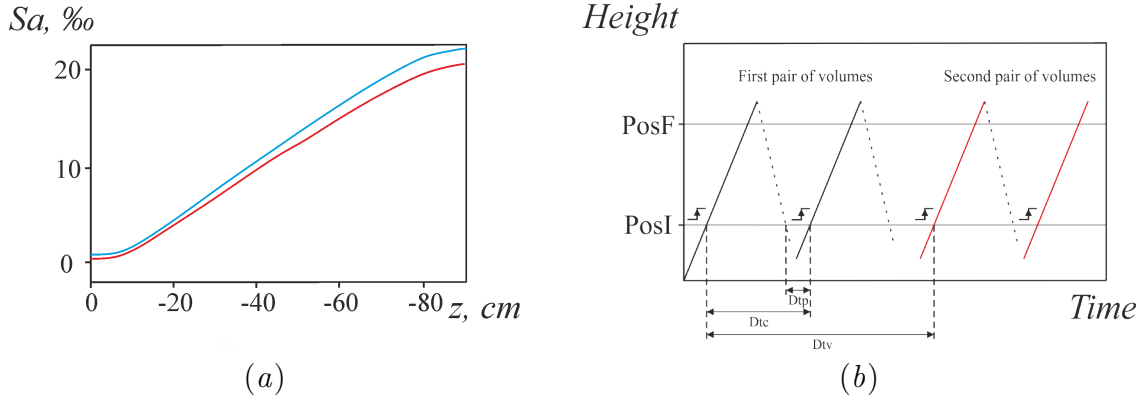 Sa, ‰
20
10
0
0
-20
-40
-60
-80
z, cm
(a)
Height
First pair of volumes
Second pair of volumes
PosF
PosI
Dtp
Dtc
Dtv
Time
(b)